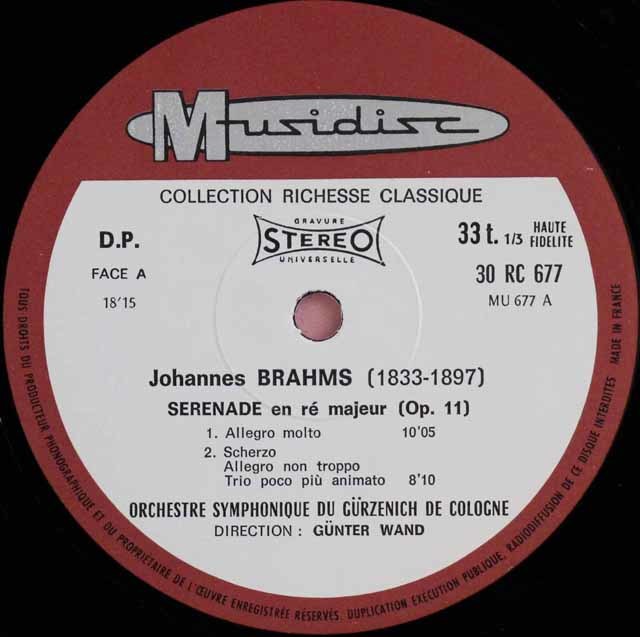 Musidisc
COLLECTION RICHESSE CLASSIQUE
GRAVURE
STEREO
UNIVERSELLE
D.P.
FACE A
18'15
33 t. 1/3 HAUTE FIDELITE
30 RC 677
MU 677 A
Johannes BRAHMS (1833-1897)
SERENADE en ré majeur (Op. 11)
1. Allegro molto 10'05
2. Scherzo
Allegro non troppo
Trio poco più animato 8'10
ORCHESTRE SYMPHONIQUE DU GÜRZENICH DE COLOGNE
DIRECTION : GÜNTER WAND
TOUS DROITS DU PRODUCTEUR PHONOGRAPHIQUE ET DU PROPRIETAIRE DE L'ŒUVRE ENREGISTRÉE RÉSERVÉS. DUPLICATION EXÉCUTION PUBLIQUE, RADIODIFFUSION DE CE DISQUE INTERDITES MADE IN FRANCE